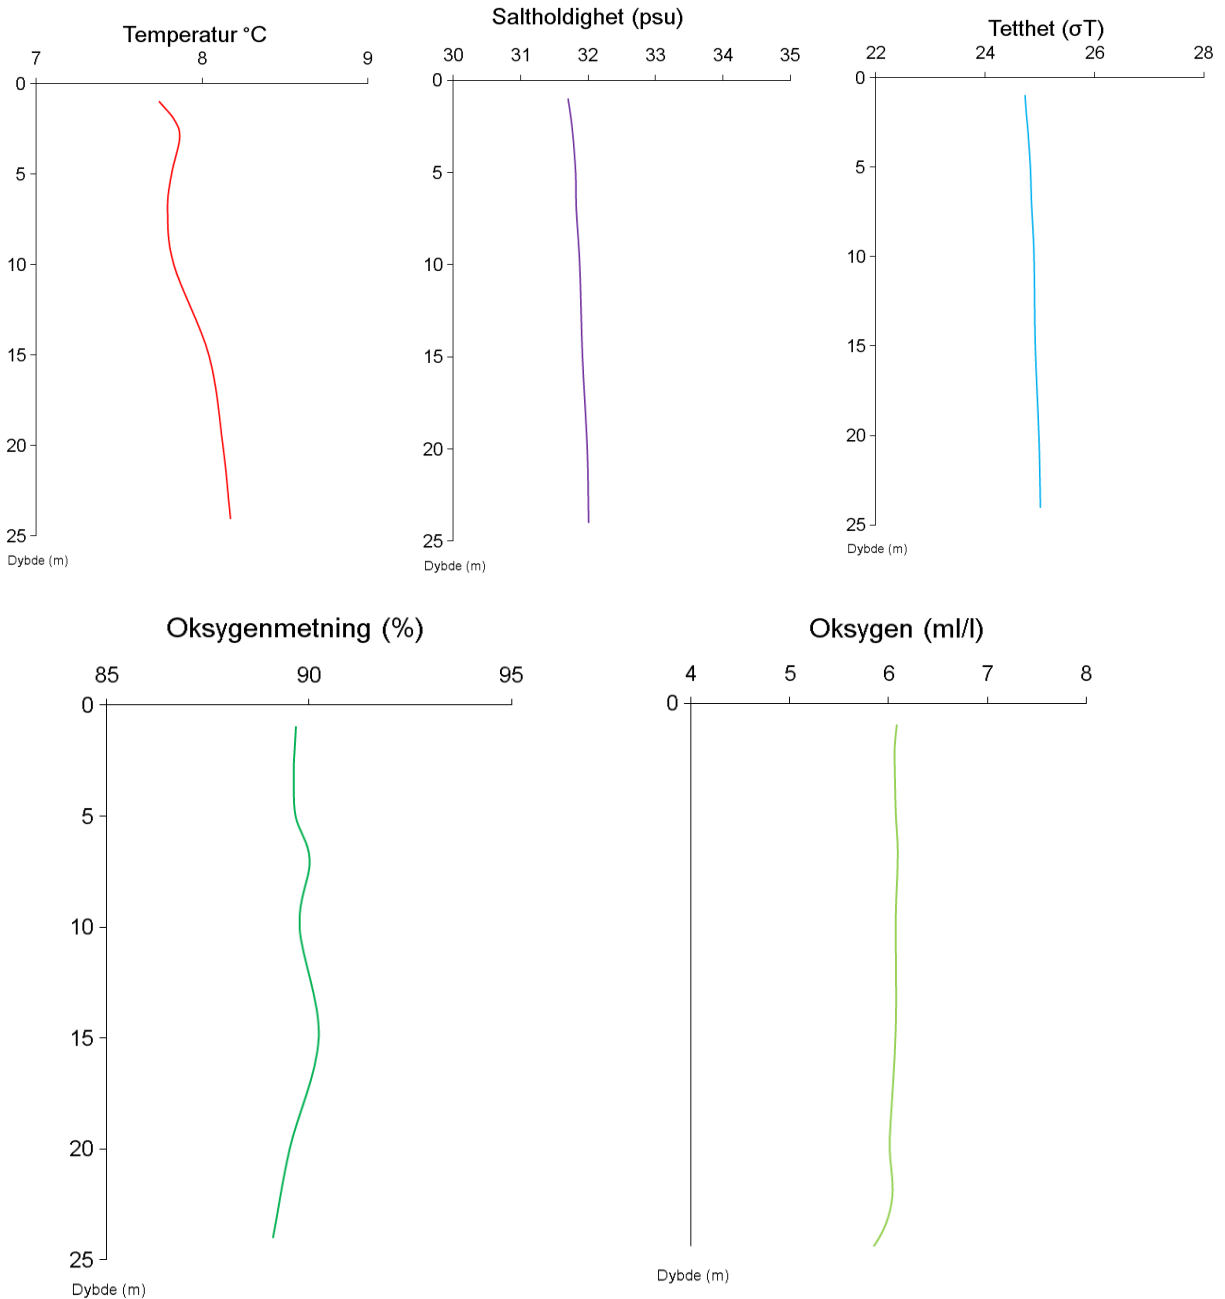 Temperatur °C
7 8 9
0
5
10
15
20
25
Dybde (m)
Saltholdighet (psu)
30 31 32 33 34 35
0
5
10
15
20
25
Dybde (m)
Tetthet (σT)
22 24 26 28
0
5
10
15
20
25
Dybde (m)
Oksygenmetning (%)
85 90 95
0
5
10
15
20
25
Dybde (m)
Oksygen (ml/l)
4 5 6 7 8
0
Dybde (m)